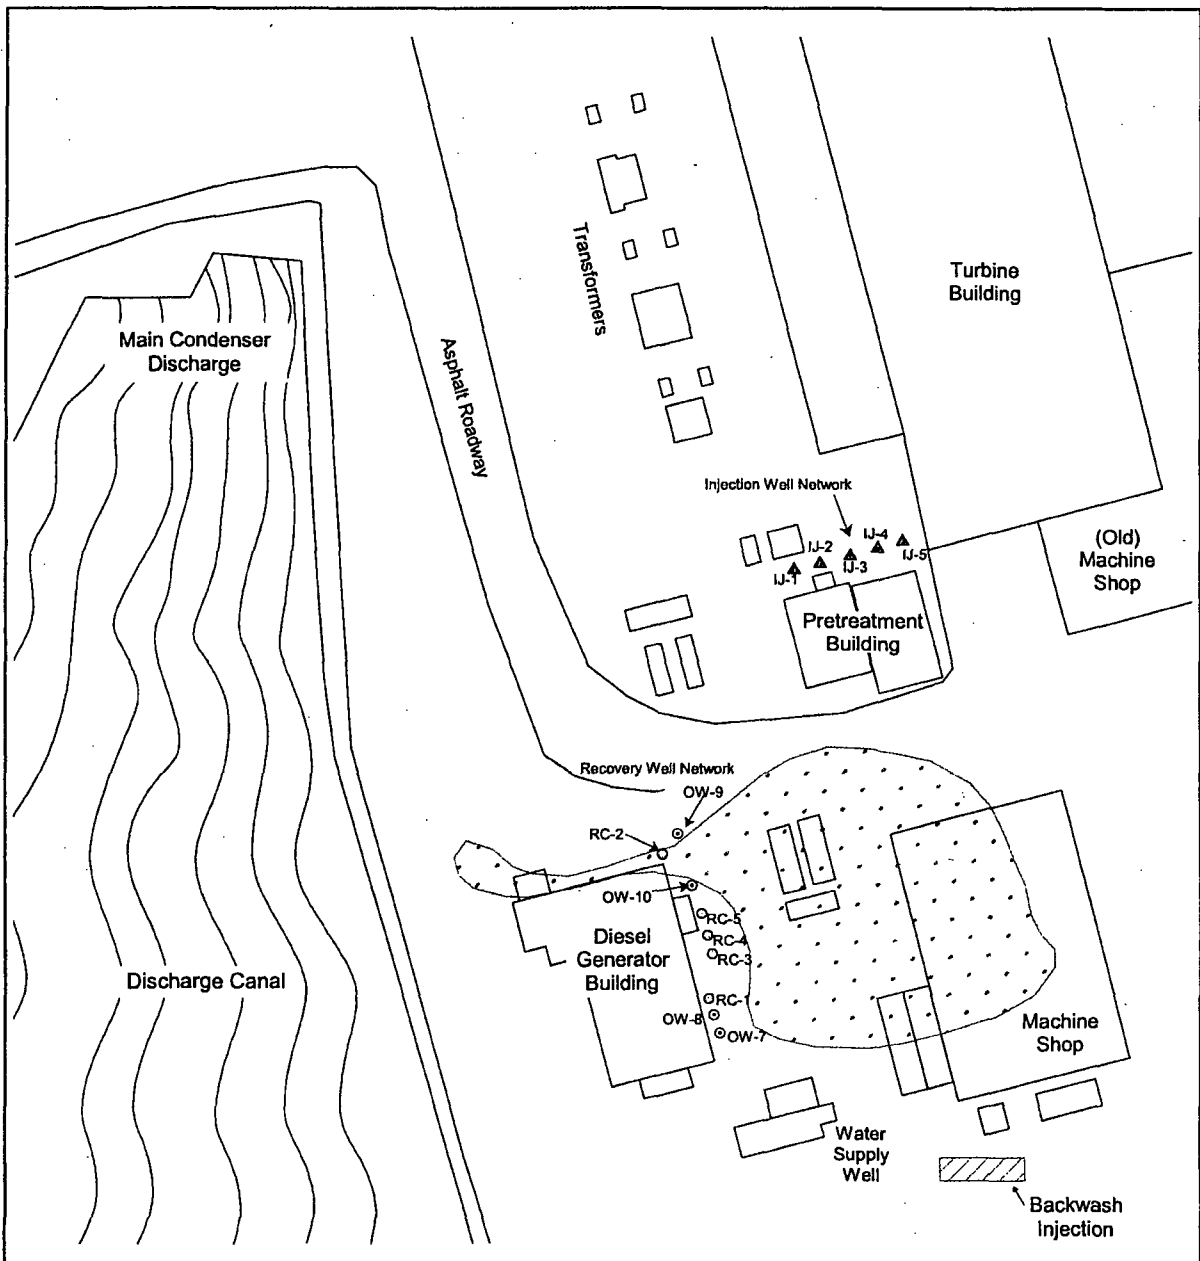 Transformers
Turbine
Building
Main Condenser
Discharge
Asphalt Roadway
Injection Well Network
IJ-4
IJ-2
IJ-5
IJ-3
IJ-1
(Old)
Machine
Shop
Pretreatment
Building
Recovery Well Network
OW-9
RC-2
OW-10
RC-5
RC-4
RC-3
Diesel
Generator
Building
Discharge Canal
RC-1
OW-8
OW-7
Machine
Shop
Water
Supply
Well
Backwash
Injection